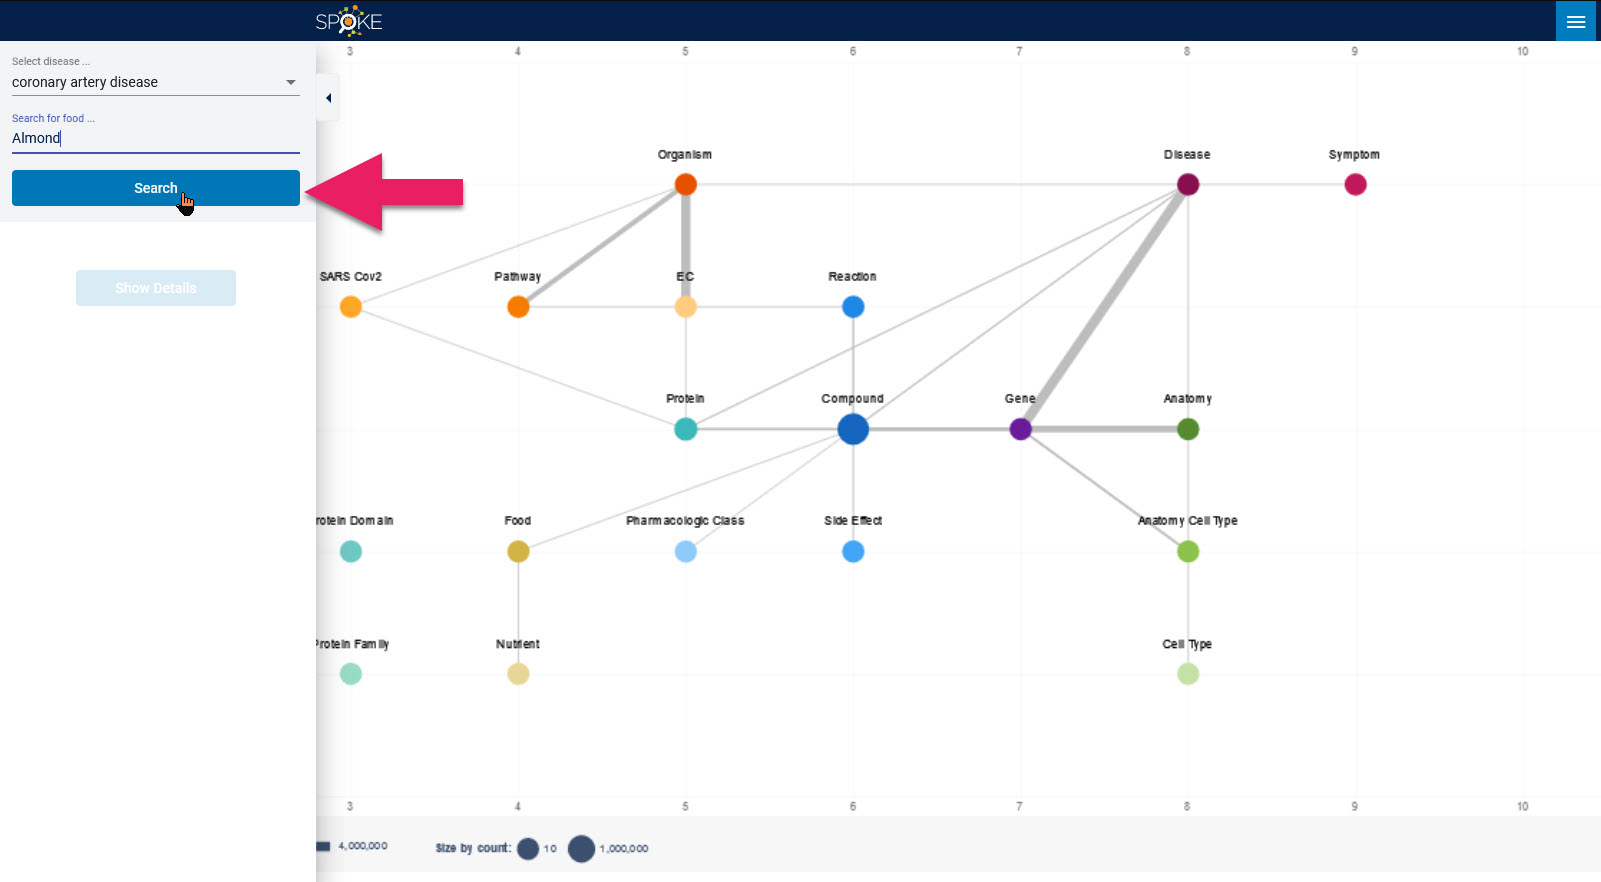 SPOKE
Select disease ...
coronary artery disease
Search for food ...
Almond
Search
Show Details
3 4 5 6 7 8 9 10
Organism Disease Symptom
SARS Cov2 Pathway EC Reaction
Protein Compound Gene Anatomy
rotein Domain Food Pharmacologic Class Side Effect Anatomy Cell Type
Protein Family Nutrient Cell Type
3 4 5 6 7 8 9 10
4,000,000 Size by count: 10 1,000,000